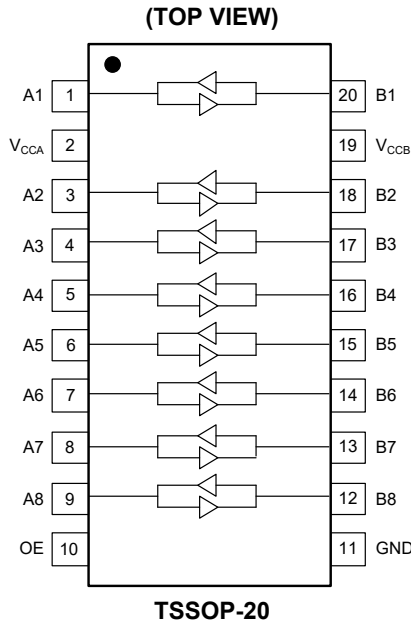 (TOP VIEW)
A1 1 20 B1
VCCA 2 19 VCCB
A2 3 18 B2
A3 4 17 B3
A4 5 16 B4
A5 6 15 B5
A6 7 14 B6
A7 8 13 B7
A8 9 12 B8
OE 10 11 GND
TSSOP-20